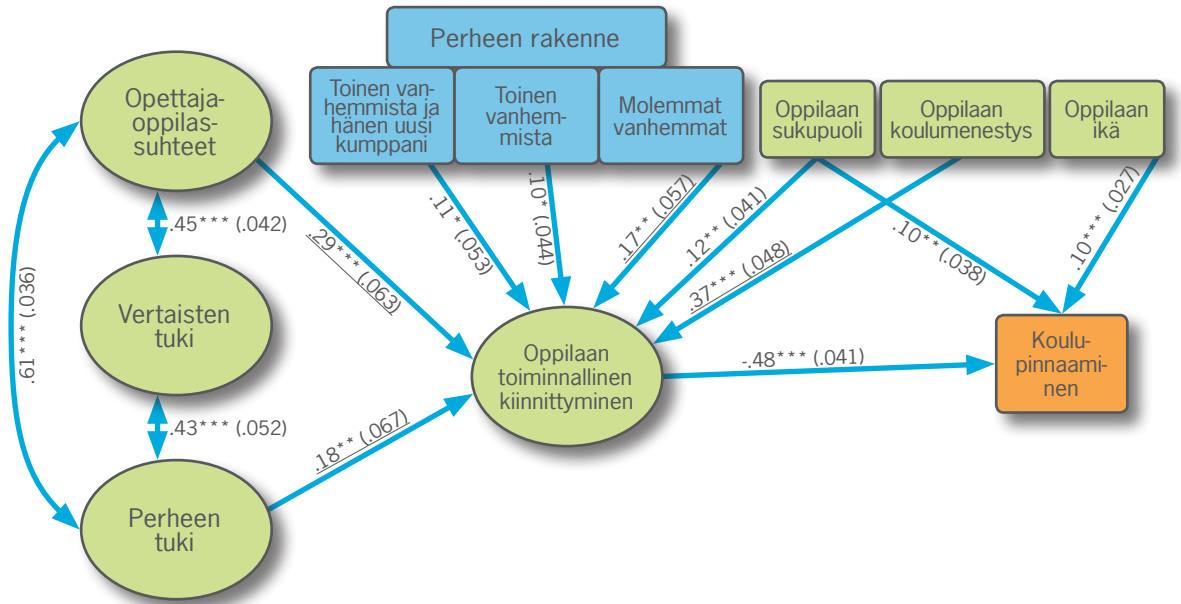 Perheen rakenne
Opettaja-
oppilas-
suhteet
Toinen van-
hemmista ja
hänen uusi
kumppani
Toinen
vanhem-
mista
Molemmat
vanhemmat
Oppilaan
sukupuoli
Oppilaan
koulumenestys
Oppilaan
ikä
.45*** (.042)
.61*** (.036)
.29*** (.063)
.11* (.053)
.10* (.044)
.17** (.057)
.12** (.041)
.37*** (.048)
.10** (.038)
.10*** (.027)
Vertaisten
tuki
Oppilaan
toiminnallinen
kiinnittyminen
-.48*** (.041)
Koulu-
pinnaami-
nen
.43*** (.052)
.18** (.067)
Perheen
tuki